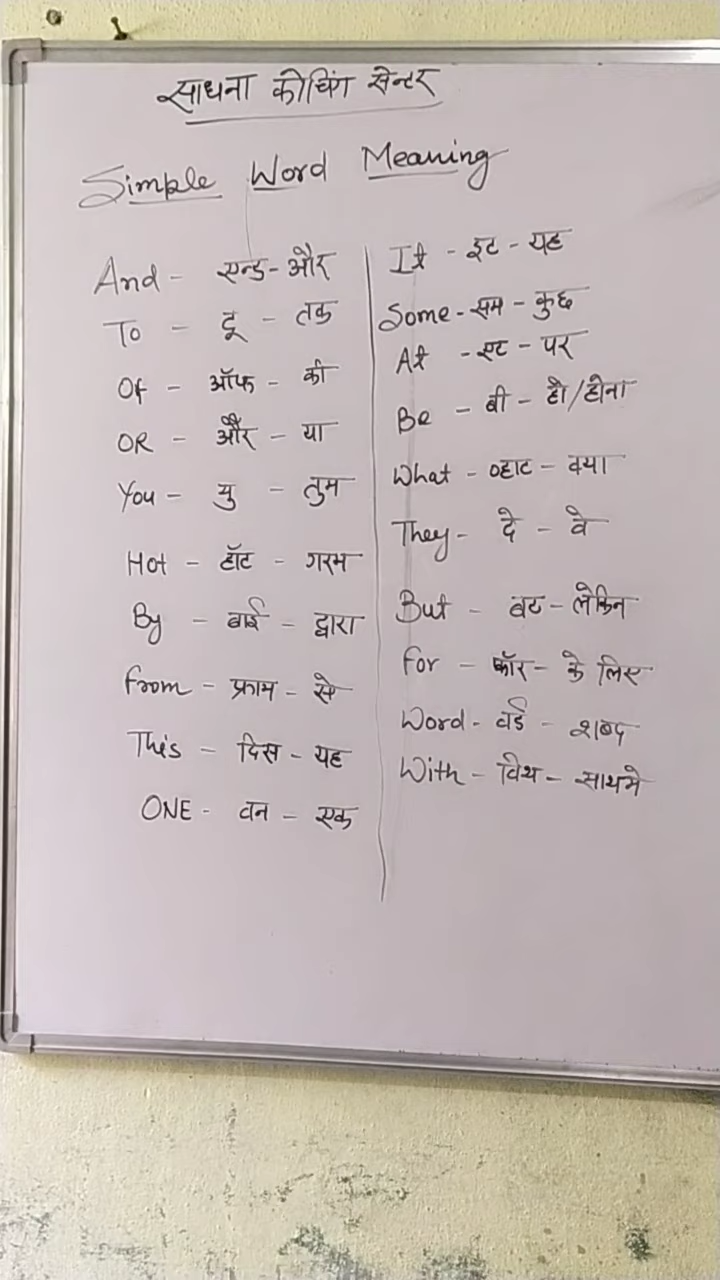 साधना कोचिंग सेन्टर
Simple Word Meaning
And - एन्ड - और
To - टू - तक
Of - ऑफ - की
OR - और - या
You - यु - तुम
Hot - हॉट - गरम
By - बाई - द्वारा
from - फ्राम - से
This - दिस - यह
ONE - वन - एक
It - इट - यह
Some - सम - कुछ
At - एट - पर
Be - बी - हो/होना
What - व्हाट - क्या
They - दे - वे
But - बट - लेकिन
for - फॉर - के लिए
Word - वर्ड - शब्द
With - विथ - साथमे